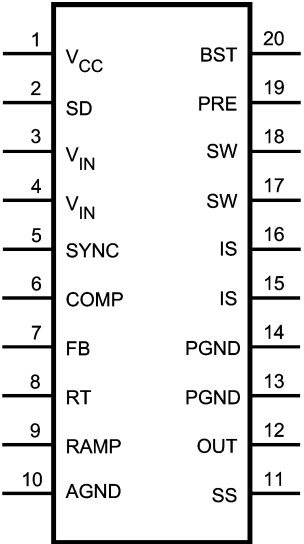 1 VCC BST 20
2 SD PRE 19
3 VIN SW 18
4 VIN SW 17
5 SYNC IS 16
6 COMP IS 15
7 FB PGND 14
8 RT PGND 13
9 RAMP OUT 12
10 AGND SS 11